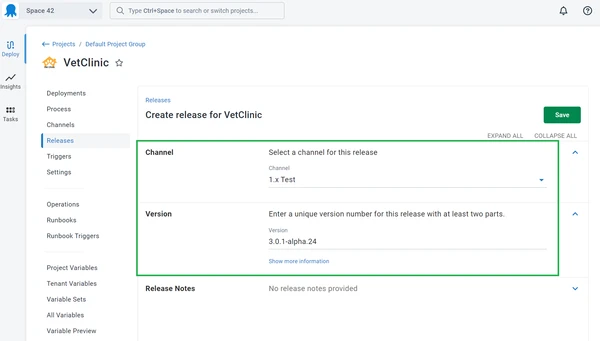 Space 42
Type Ctrl+Space to search or switch projects...
Deploy
Insights
Tasks
Projects / Default Project Group
VetClinic
Deployments
Process
Channels
Releases
Triggers
Settings
Operations
Runbooks
Runbook Triggers
Project Variables
Tenant Variables
Variable Sets
All Variables
Variable Preview
Releases
Create release for VetClinic
Save
EXPAND ALL COLLAPSE ALL
Channel Select a channel for this release
Channel
1.x Test
Version Enter a unique version number for this release with at least two parts.
Version
3.0.1-alpha.24
Show more information
Release Notes No release notes provided